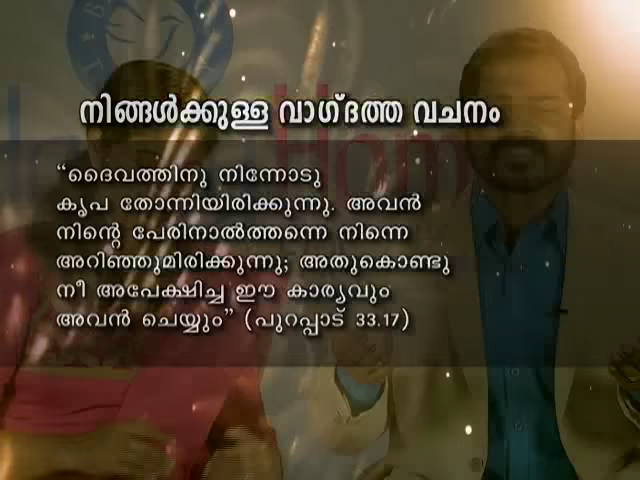 നിങ്ങൾക്കുള്ള വാഗ്ദത്ത വചനം
“ദൈവത്തിനു നിന്നോടു
കൃപ തോന്നിയിരിക്കുന്നു. അവൻ
നിന്റെ പേരിനാൽത്തന്നെ നിന്നെ
അറിഞ്ഞുമിരിക്കുന്നു; അതുകൊണ്ടു
നീ അപേക്ഷിച്ച ഈ കാര്യവും
അവൻ ചെയ്യും” (പുറപ്പാട് 33.17)